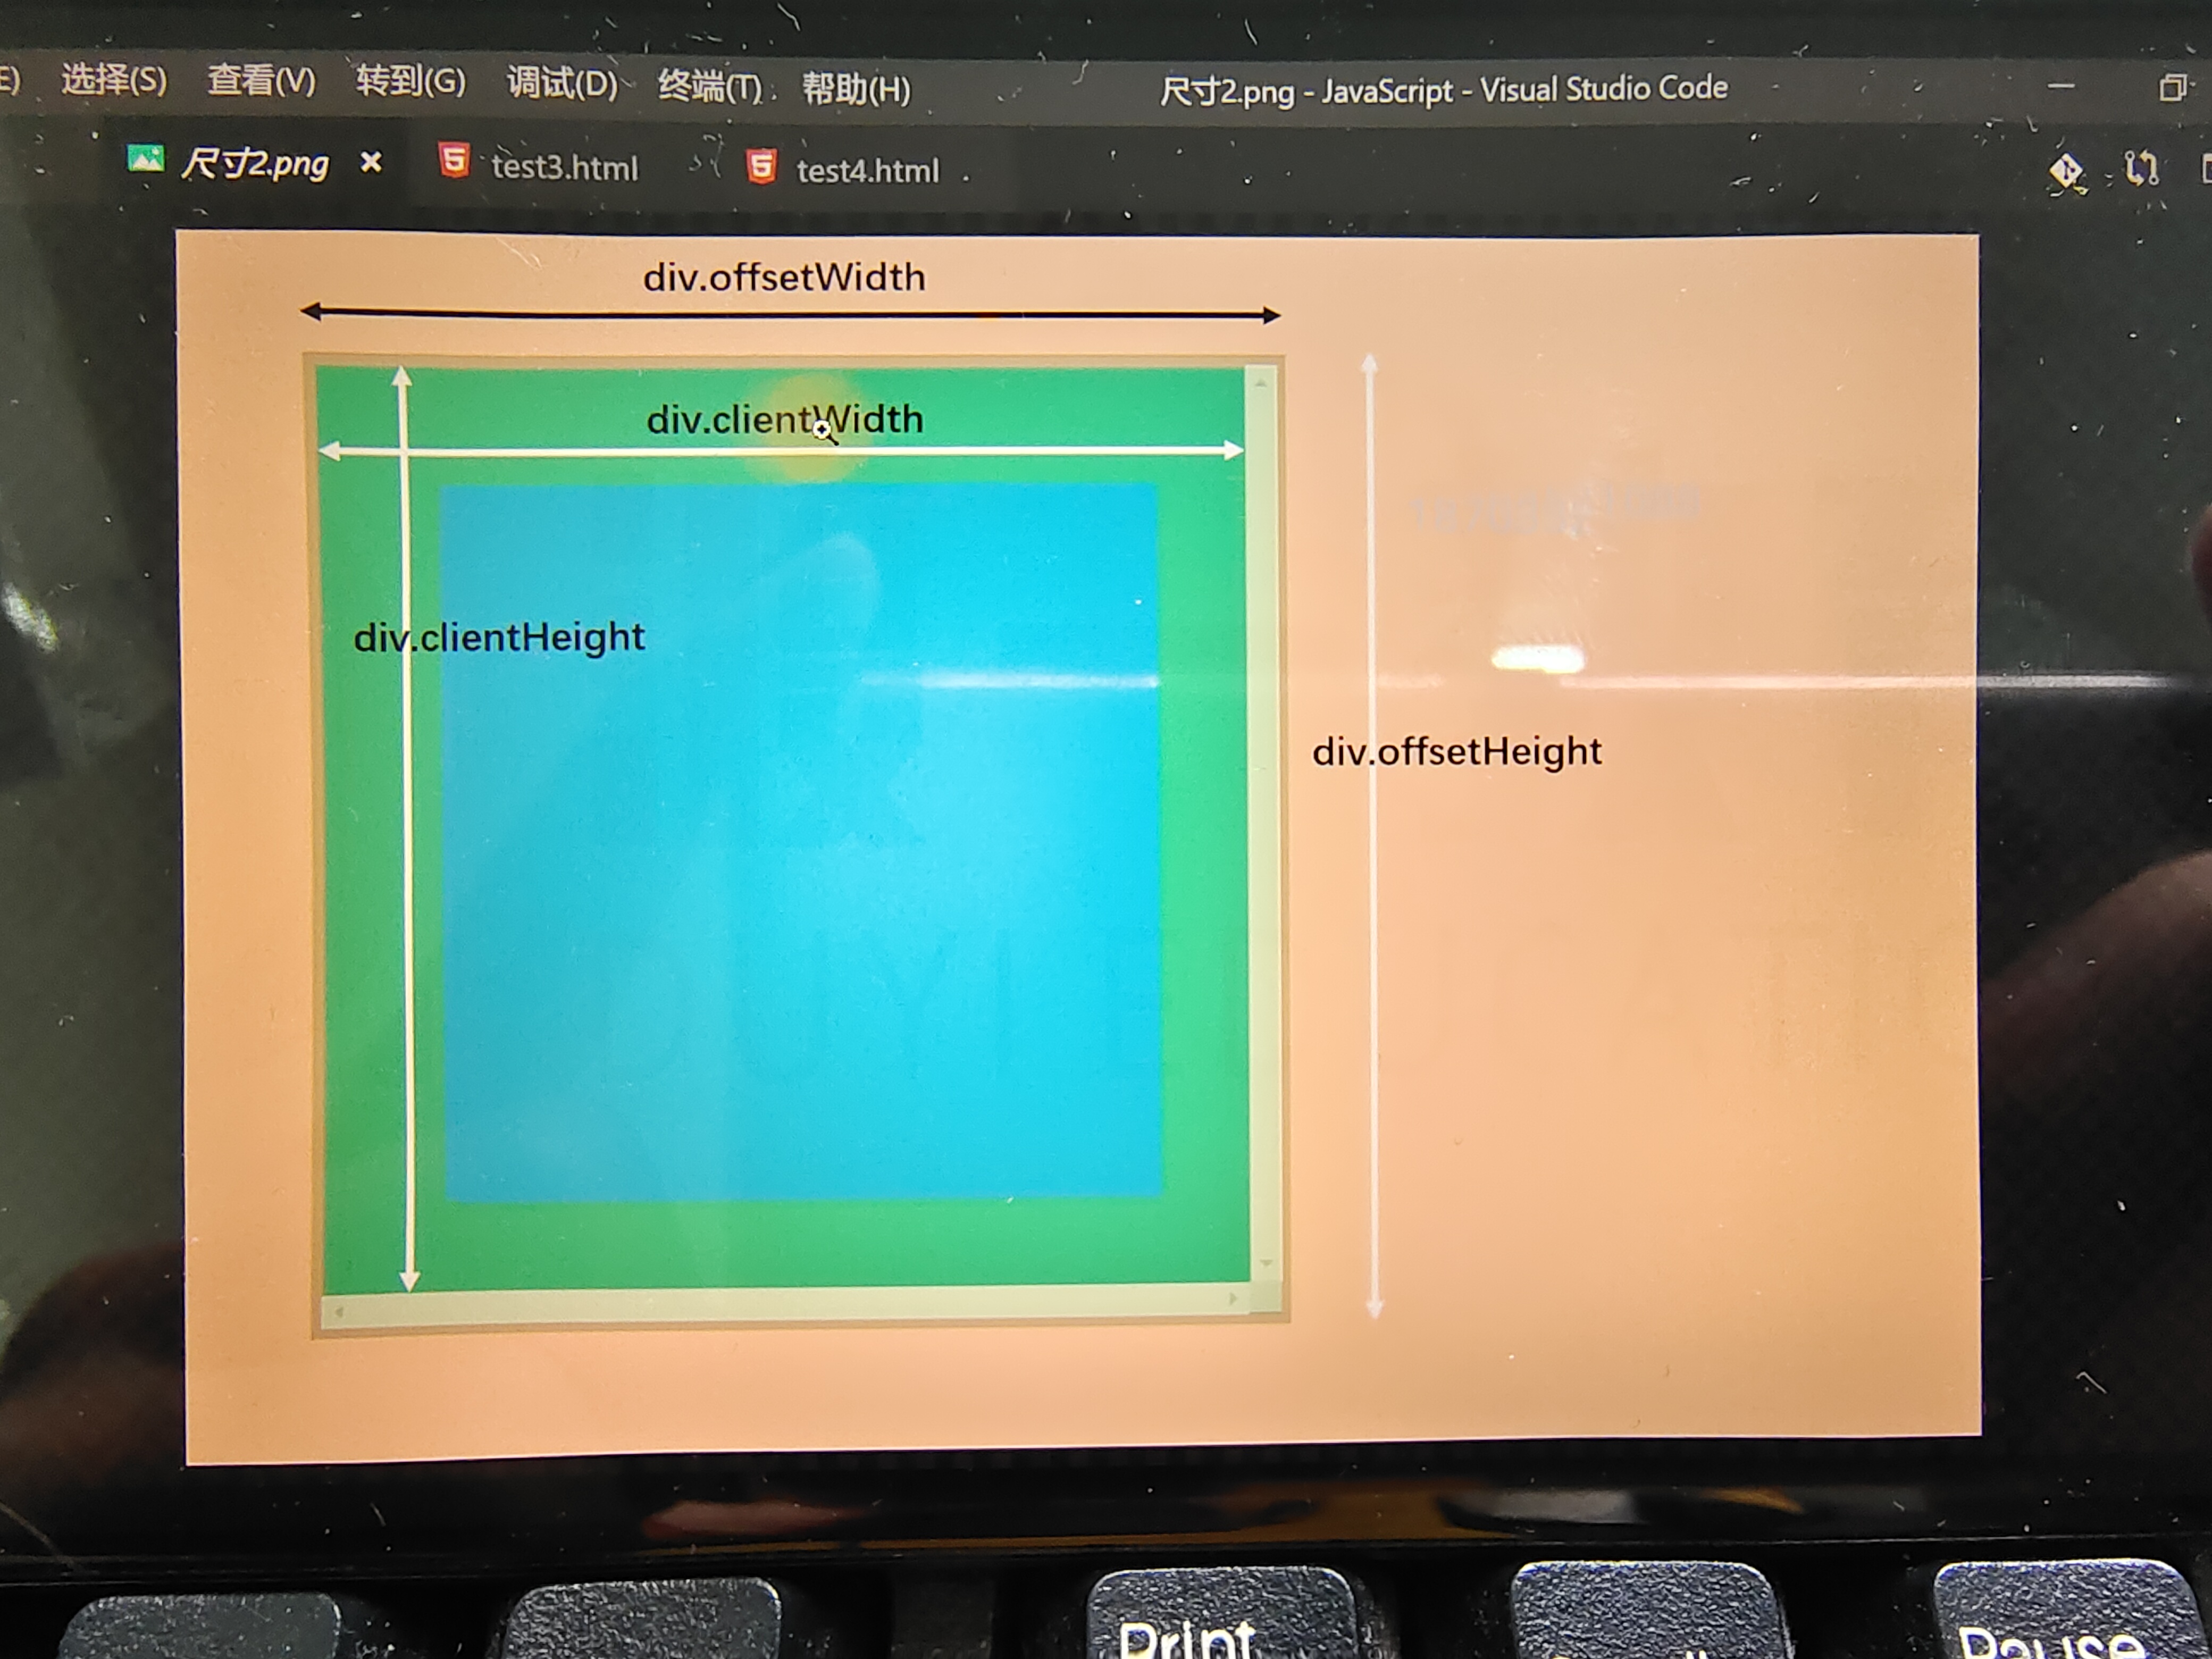 E) 选择(S) 查看(V) 转到(G) 调试(D) 终端(T) 帮助(H) 尺寸2.png - JavaScript - Visual Studio Code
尺寸2.png × test3.html test4.html
div.offsetWidth
div.clientWidth
div.clientHeight
div.offsetHeight
Print
Pause